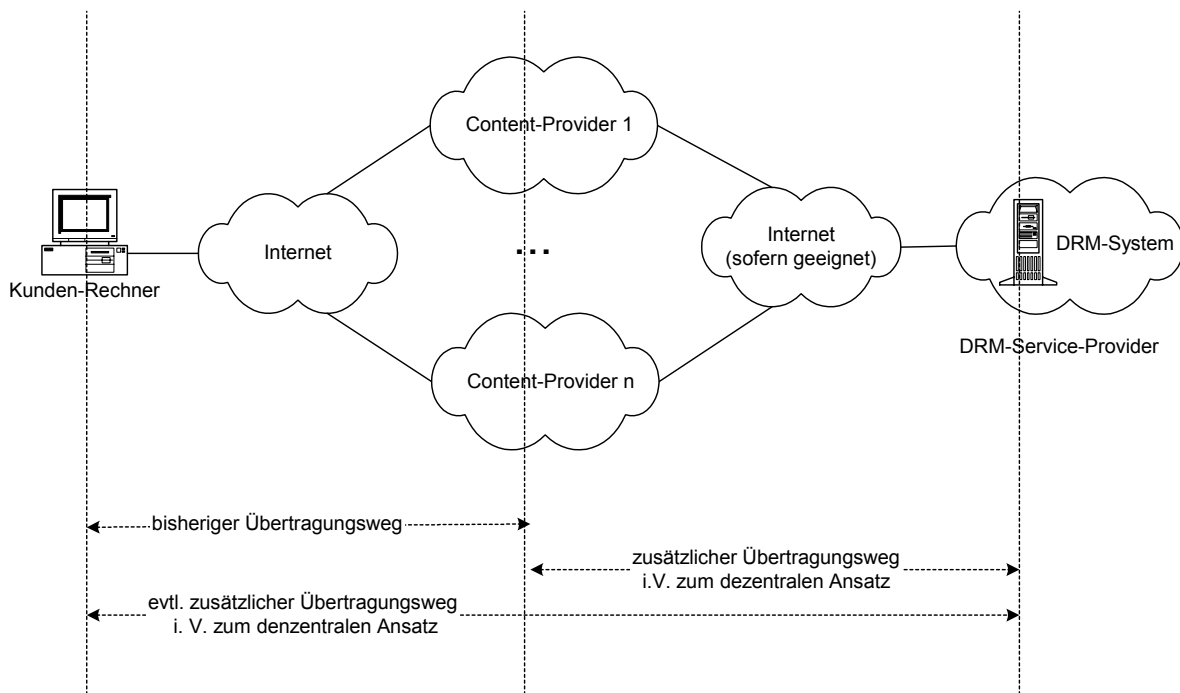 Content-Provider 1
Kunden-Rechner
Internet
...
Internet
(sofern geeignet)
DRM-System
DRM-Service-Provider
Content-Provider n
bisheriger Übertragungsweg
zusätzlicher Übertragungsweg
i.V. zum dezentralen Ansatz
evtl. zusätzlicher Übertragungsweg
i. V. zum denzentralen Ansatz